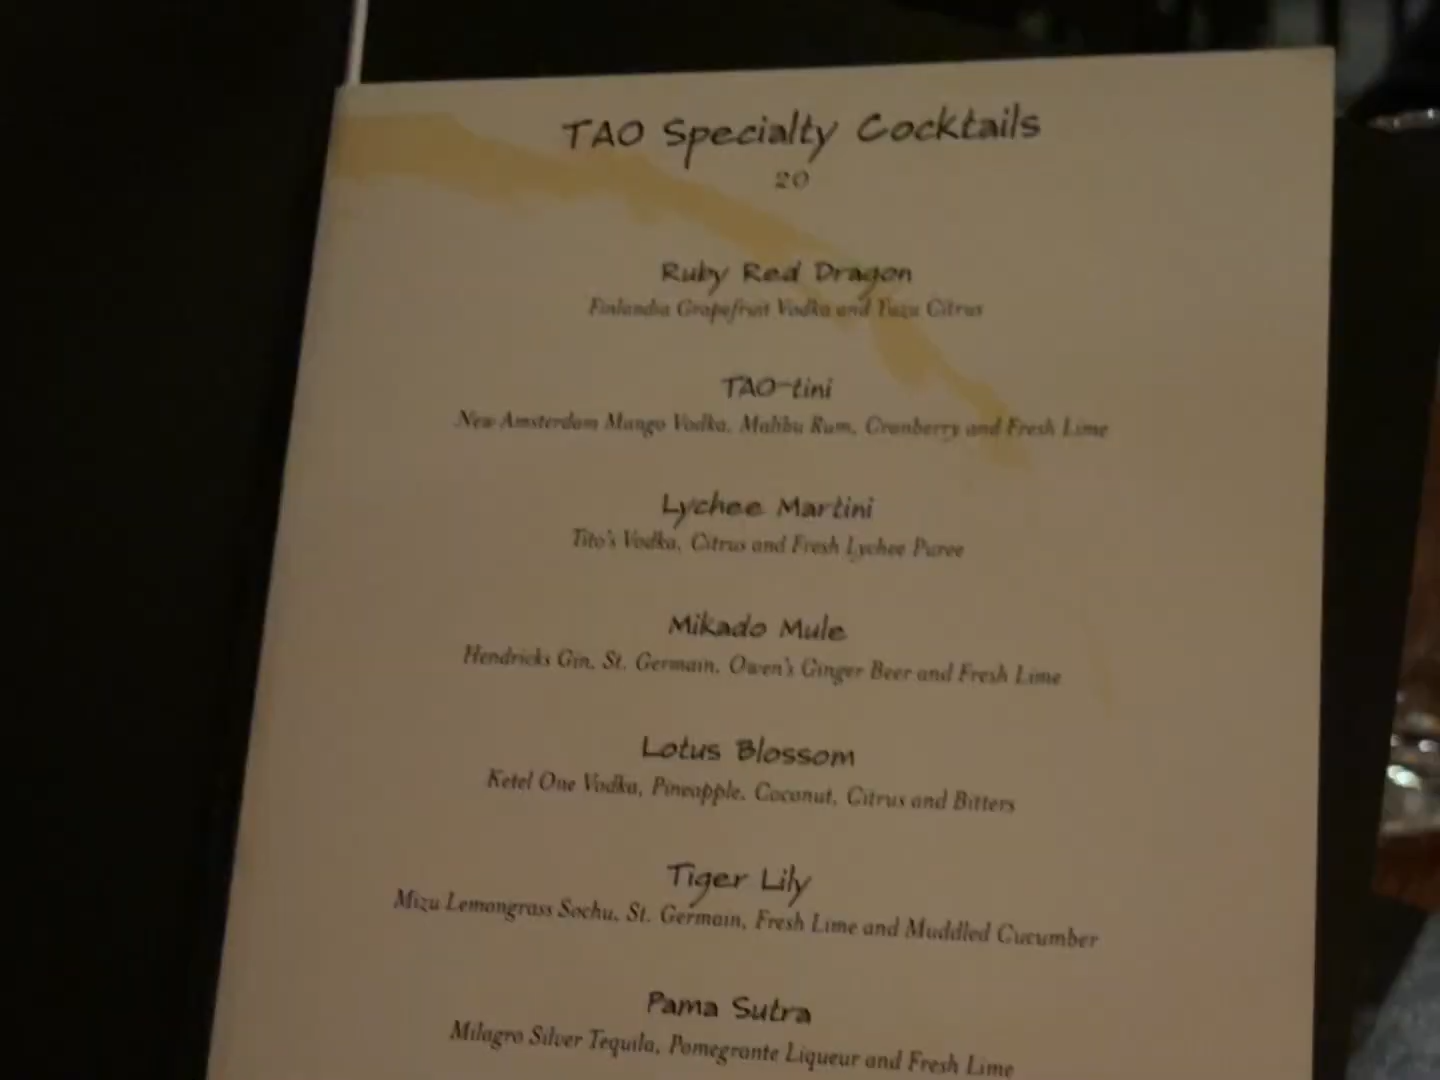 TAO Specialty Cocktails
20
Ruby Red Dragon
Finlandia Grapefruit Vodka and Yuzu Citrus
TAO-tini
New Amsterdam Mango Vodka, Malibu Rum, Cranberry and Fresh Lime
Lychee Martini
Tito's Vodka, Citrus and Fresh Lychee Puree
Mikado Mule
Hendricks Gin, St. Germain, Owen's Ginger Beer and Fresh Lime
Lotus Blossom
Ketel One Vodka, Pineapple, Coconut, Citrus and Bitters
Tiger Lily
Mizu Lemongrass Sochu, St. Germain, Fresh Lime and Muddled Cucumber
Pama Sutra
Milagro Silver Tequila, Pomegrante Liqueur and Fresh Lime